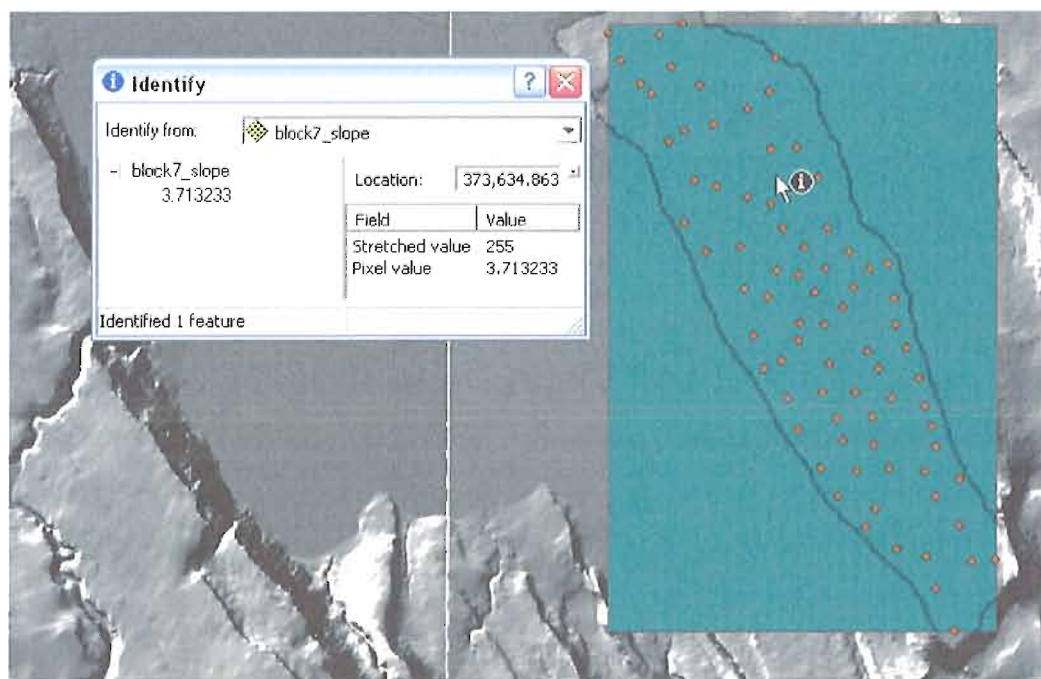 Identify
Identify from: block7_slope
block7_slope
3.713233
Location: 373,634.863
Field Value
Stretched value 255
Pixel value 3.713233
Identified 1 feature